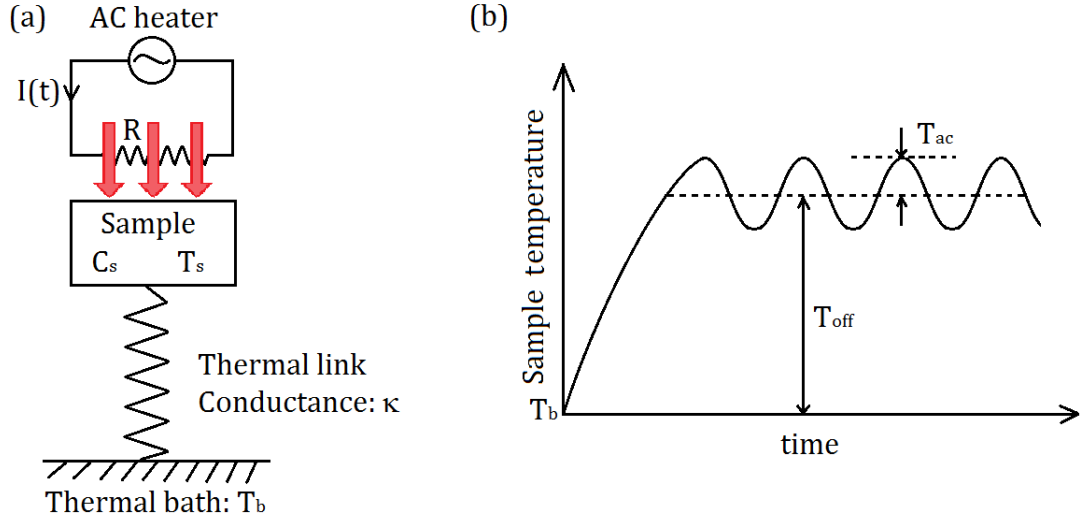 (a)
AC heater
I(t)
R
Sample
Cs Ts
Thermal link
Conductance: κ
Thermal bath: Tb
(b)
Sample temperature
Tac
Toff
Tb
time